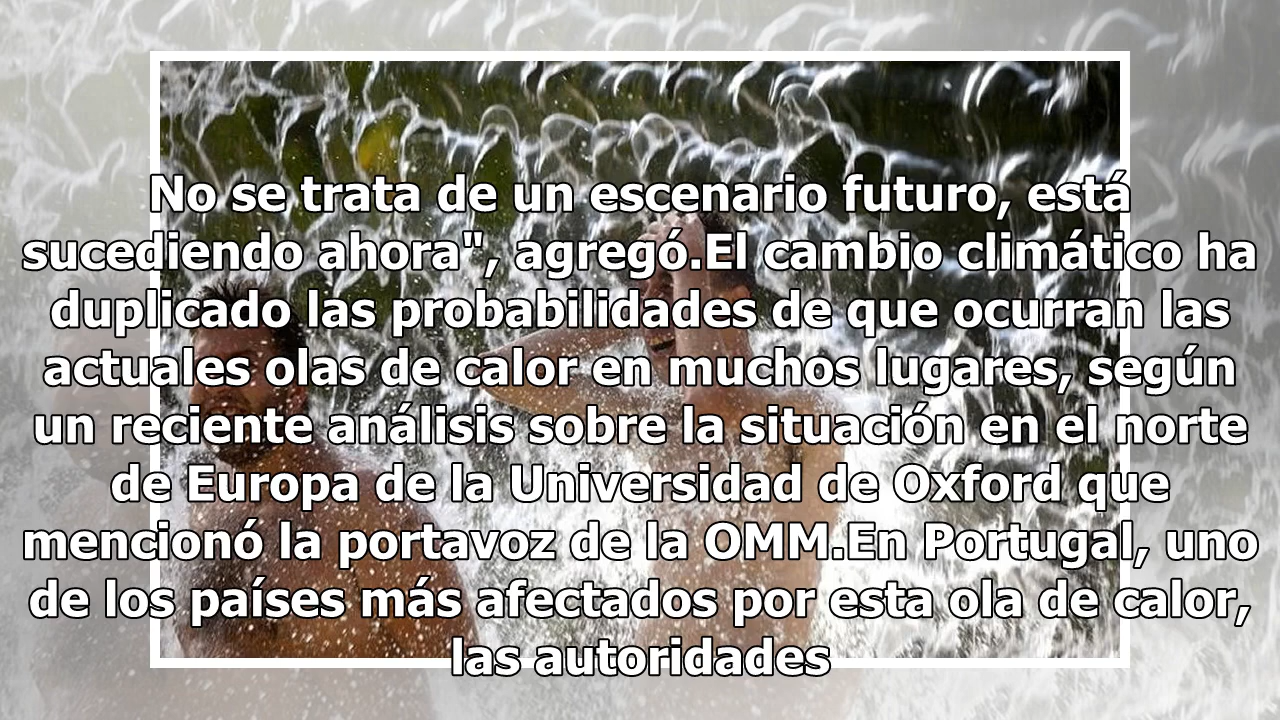 No se trata de un escenario futuro, está
sucediendo ahora", agregó.El cambio climático ha
duplicado las probabilidades de que ocurran las
actuales olas de calor en muchos lugares, según
un reciente análisis sobre la situación en el norte
de Europa de la Universidad de Oxford que
mencionó la portavoz de la OMM.En Portugal, uno
de los países más afectados por esta ola de calor,
las autoridades